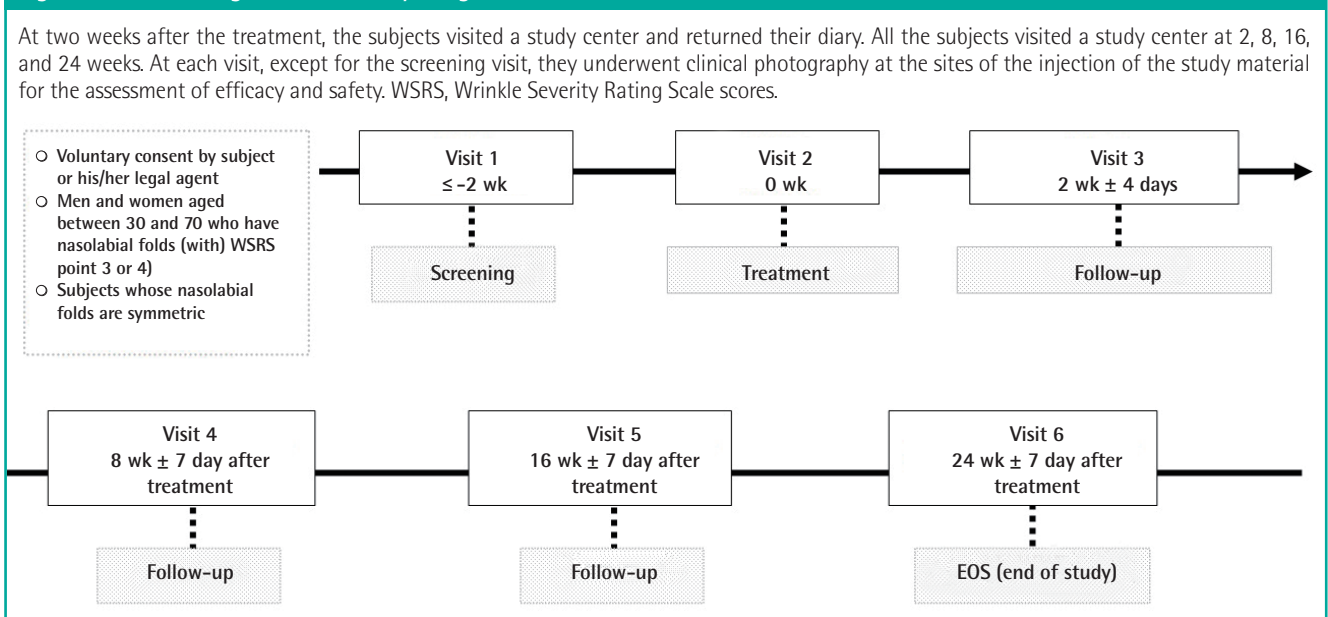 At two weeks after the treatment, the subjects visited a study center and returned their diary. All the subjects visited a study center at 2, 8, 16,
and 24 weeks. At each visit, except for the screening visit, they underwent clinical photography at the sites of the injection of the study material
for the assessment of efficacy and safety. WSRS, Wrinkle Severity Rating Scale scores.
○ Voluntary consent by subject
or his/her legal agent
○ Men and women aged
between 30 and 70 who have
nasolabial folds (with) WSRS
point 3 or 4)
○ Subjects whose nasolabial
folds are symmetric
Visit 1
≤ -2 wk
Screening
Visit 2
0 wk
Treatment
Visit 3
2 wk ± 4 days
Follow-up
Visit 4
8 wk ± 7 day after
treatment
Follow-up
Visit 5
16 wk ± 7 day after
treatment
Follow-up
Visit 6
24 wk ± 7 day after
treatment
EOS (end of study)